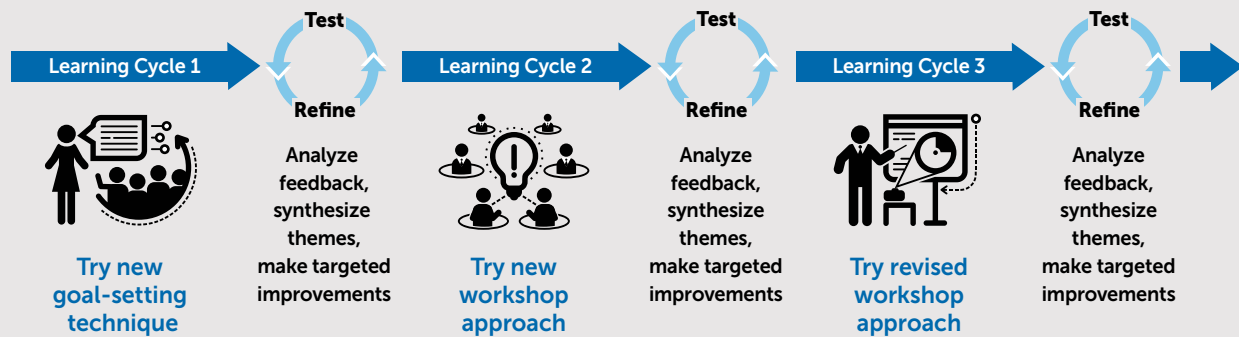 Learning Cycle 1
Test
Refine
Analyze
feedback,
synthesize
themes,
make targeted
improvements
Try new
goal-setting
technique
Learning Cycle 2
Test
Refine
Analyze
feedback,
synthesize
themes,
make targeted
improvements
Try new
workshop
approach
Learning Cycle 3
Test
Refine
Analyze
feedback,
synthesize
themes,
make targeted
improvements
Try revised
workshop
approach